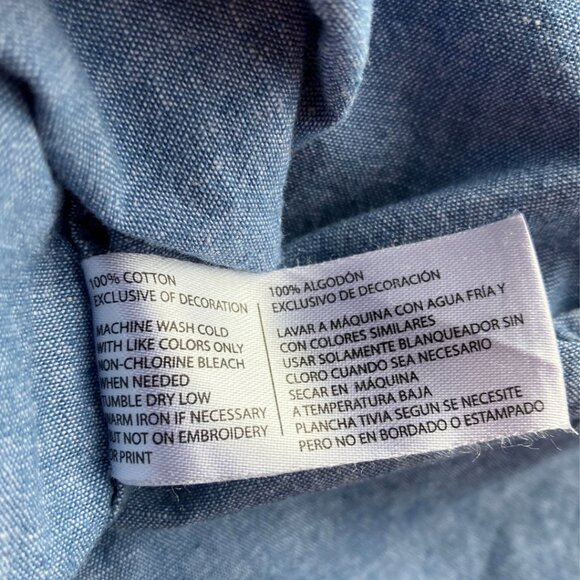 100% COTTON
EXCLUSIVE OF DECORATION
MACHINE WASH COLD
WITH LIKE COLORS ONLY
NON-CHLORINE BLEACH
WHEN NEEDED
TUMBLE DRY LOW
WARM IRON IF NECESSARY
BUT NOT ON EMBROIDERY
OR PRINT
100% ALGODÓN
EXCLUSIVO DE DECORACIÓN
LAVAR A MÁQUINA CON AGUA FRÍA Y
CON COLORES SIMILARES
USAR SOLAMENTE BLANQUEADOR SIN
CLORO CUANDO SEA NECESARIO
SECAR EN MÁQUINA
A TEMPERATURA BAJA
PLANCHA TIVIA SEGUN SE NECESITE
PERO NO EN BORDADO O ESTAMPADO